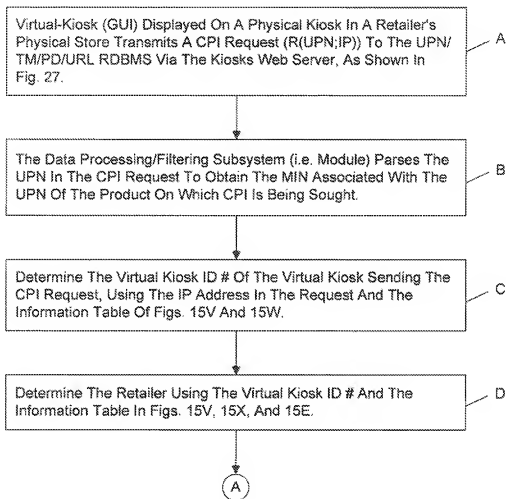 Virtual-Kiosk (GUI) Displayed On A Physical Kiosk In A Retailer's
Physical Store Transmits A CPI Request (R(UPN;IP)) To The UPN/
TM/PD/URL RDBMS Via The Kiosks Web Server, As Shown In
Fig. 27.
A
The Data Processing/Filtering Subsystem (i.e. Module) Parses The
UPN In The CPI Request To Obtain The MIN Associated With The
UPN Of The Product On Which CPI Is Being Sought.
B
Determine The Virtual Kiosk ID # Of The Virtual Kiosk Sending The
CPI Request, Using The IP Address In The Request And The
Information Table Of Figs. 15V And 15W.
C
Determine The Retailer Using The Virtual Kiosk ID # And The
Information Table In Figs. 15V, 15X, And 15E.
D
A